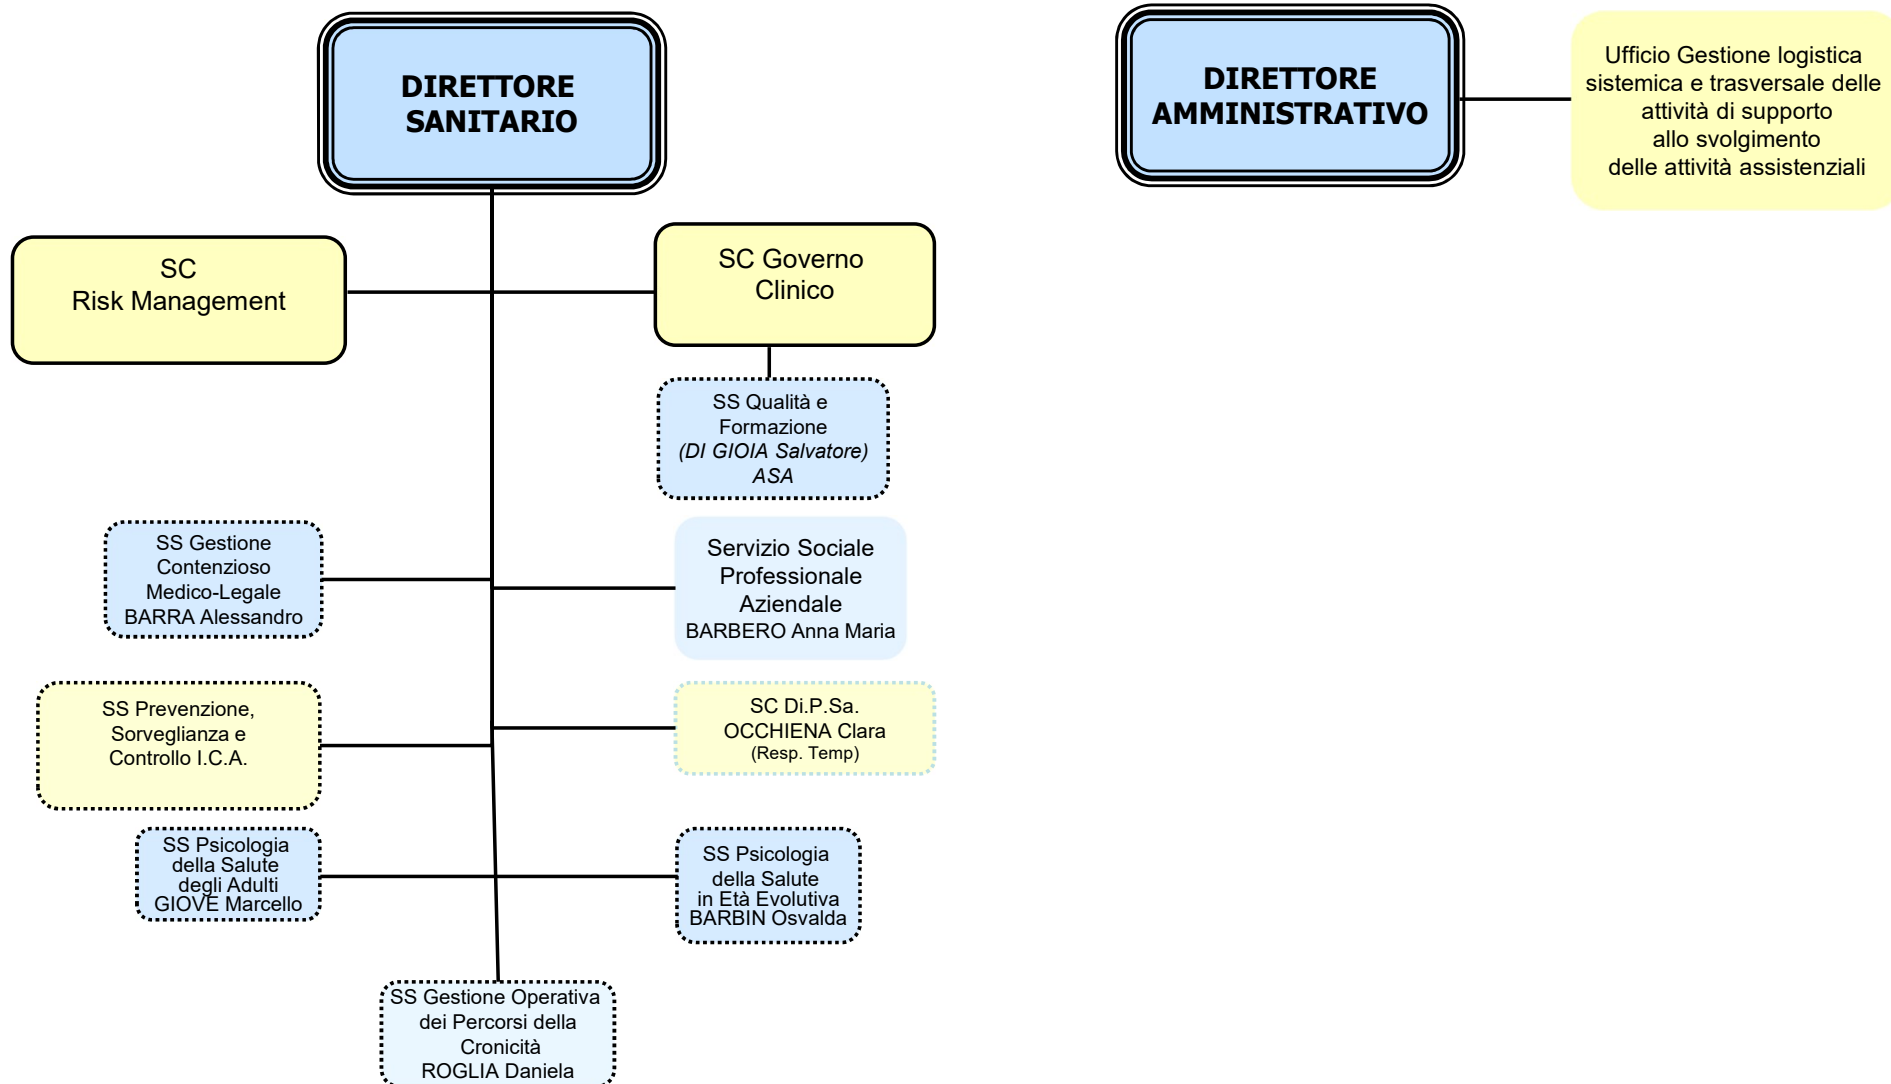 DIRETTORE
SANITARIO
DIRETTORE
AMMINISTRATIVO
Ufficio Gestione logistica
sistemica e trasversale delle
attività di supporto
allo svolgimento
delle attività assistenziali
SC
Risk Management
SC Governo
Clinico
SS Qualità e
Formazione
(DI GIOIA Salvatore)
ASA
SS Gestione
Contenzioso
Medico-Legale
BARRA Alessandro
Servizio Sociale
Professionale
Aziendale
BARBERO Anna Maria
SS Prevenzione,
Sorveglianza e
Controllo I.C.A.
SC Di.P.Sa.
OCCHIENA Clara
(Resp. Temp)
SS Psicologia
della Salute
degli Adulti
GIOVE Marcello
SS Psicologia
della Salute
in Età Evolutiva
BARBIN Osvalda
SS Gestione Operativa
dei Percorsi della
Cronicità
ROGLIA Daniela